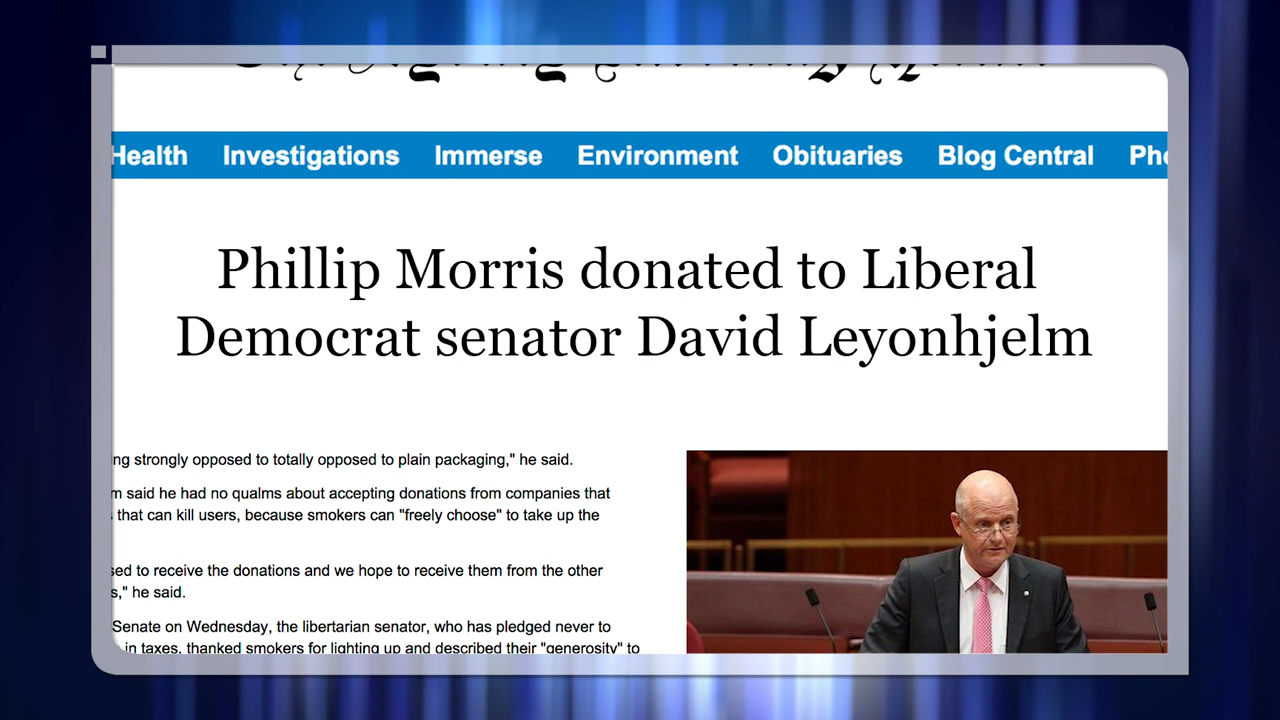 Health Investigations Immerse Environment Obituaries Blog Central
Phillip Morris donated to Liberal
Democrat senator David Leyonhjelm
strongly opposed to totally opposed to plain packaging," he said.
said he had no qualms about accepting donations from companies that
that can kill users, because smokers can "freely choose" to take up the
to receive the donations and we hope to receive them from the other
he said.
Senate on Wednesday, the libertarian senator, who has pledged never to
in taxes, thanked smokers for lighting up and described their "generosity" to